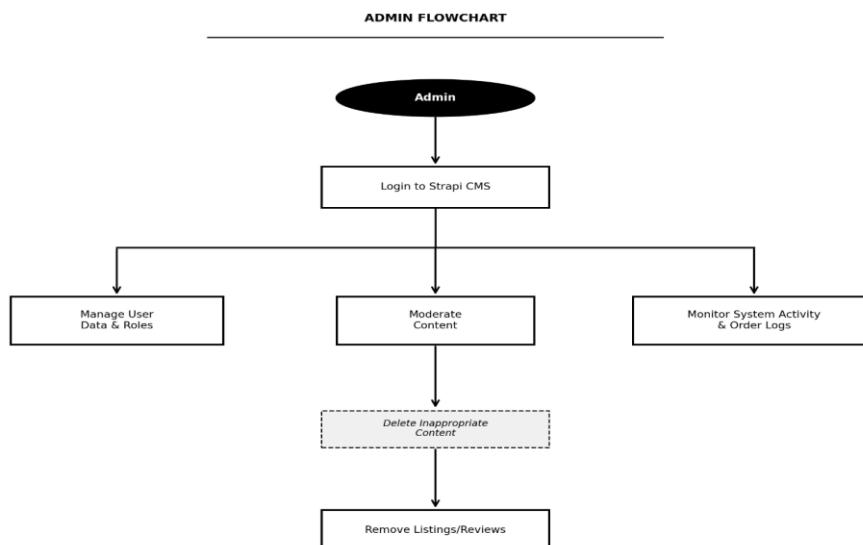 ADMIN FLOWCHART
Admin
Login to Strapi CMS
Manage User
Data & Roles
Moderate
Content
Monitor System Activity
& Order Logs
Delete Inappropriate
Content
Remove Listings/Reviews